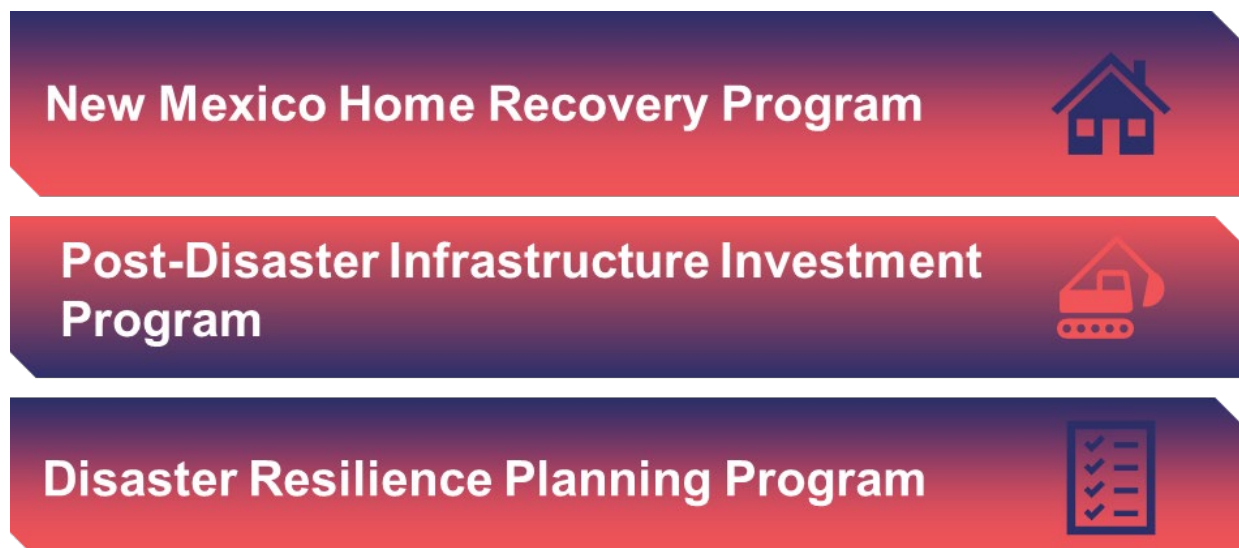 New Mexico Home Recovery Program
Post-Disaster Infrastructure Investment
Program
Disaster Resilience Planning Program